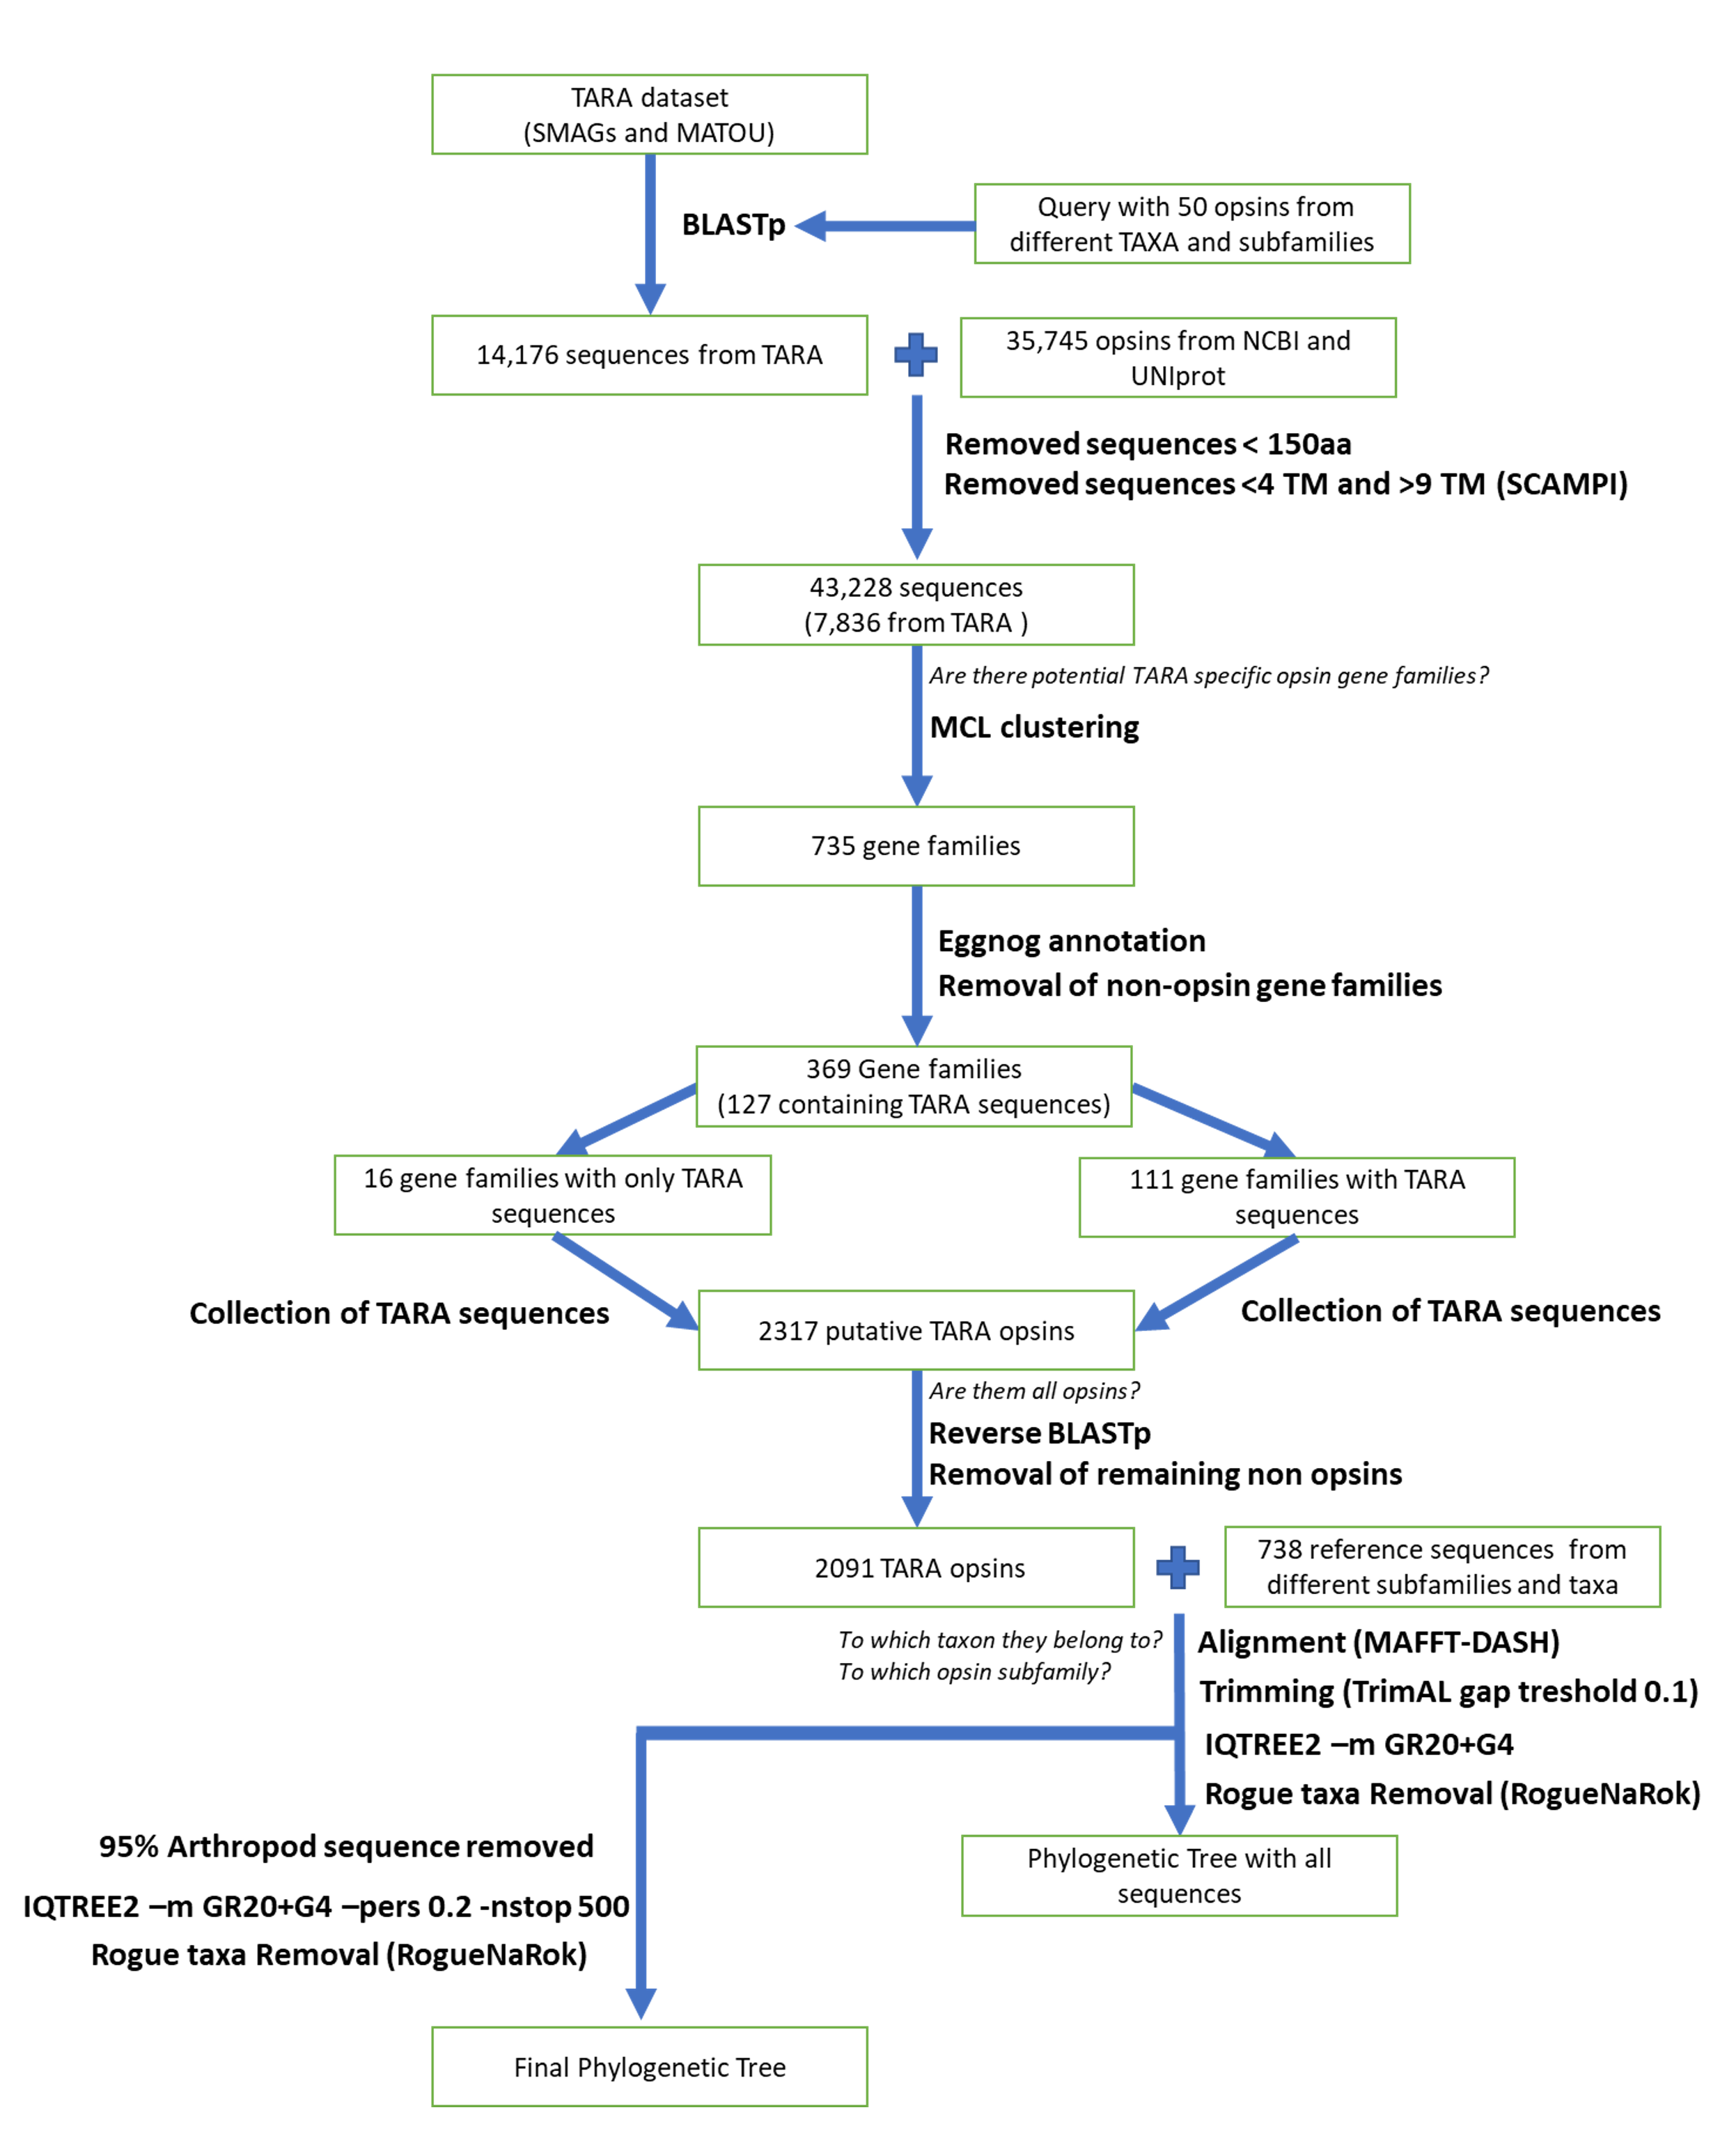 TARA dataset
(SMAGs and MATOU)
BLASTp
Query with 50 opsins from
different TAXA and subfamilies
14,176 sequences from TARA
35,745 opsins from NCBI and
UNIprot
Removed sequences < 150aa
Removed sequences <4 TM and >9 TM (SCAMPI)
43,228 sequences
(7,836 from TARA )
Are there potential TARA specific opsin gene families?
MCL clustering
735 gene families
Eggnog annotation
Removal of non-opsin gene families
369 Gene families
(127 containing TARA sequences)
16 gene families with only TARA
sequences
111 gene families with TARA
sequences
Collection of TARA sequences
Collection of TARA sequences
2317 putative TARA opsins
Are them all opsins?
Reverse BLASTp
Removal of remaining non opsins
2091 TARA opsins
738 reference sequences from
different subfamilies and taxa
To which taxon they belong to?
To which opsin subfamily?
Alignment (MAFFT-DASH)
Trimming (TrimAL gap treshold 0.1)
IQTREE2 –m GR20+G4
Rogue taxa Removal (RogueNaRok)
Phylogenetic Tree with all
sequences
95% Arthropod sequence removed
IQTREE2 –m GR20+G4 –pers 0.2 -nstop 500
Rogue taxa Removal (RogueNaRok)
Final Phylogenetic Tree